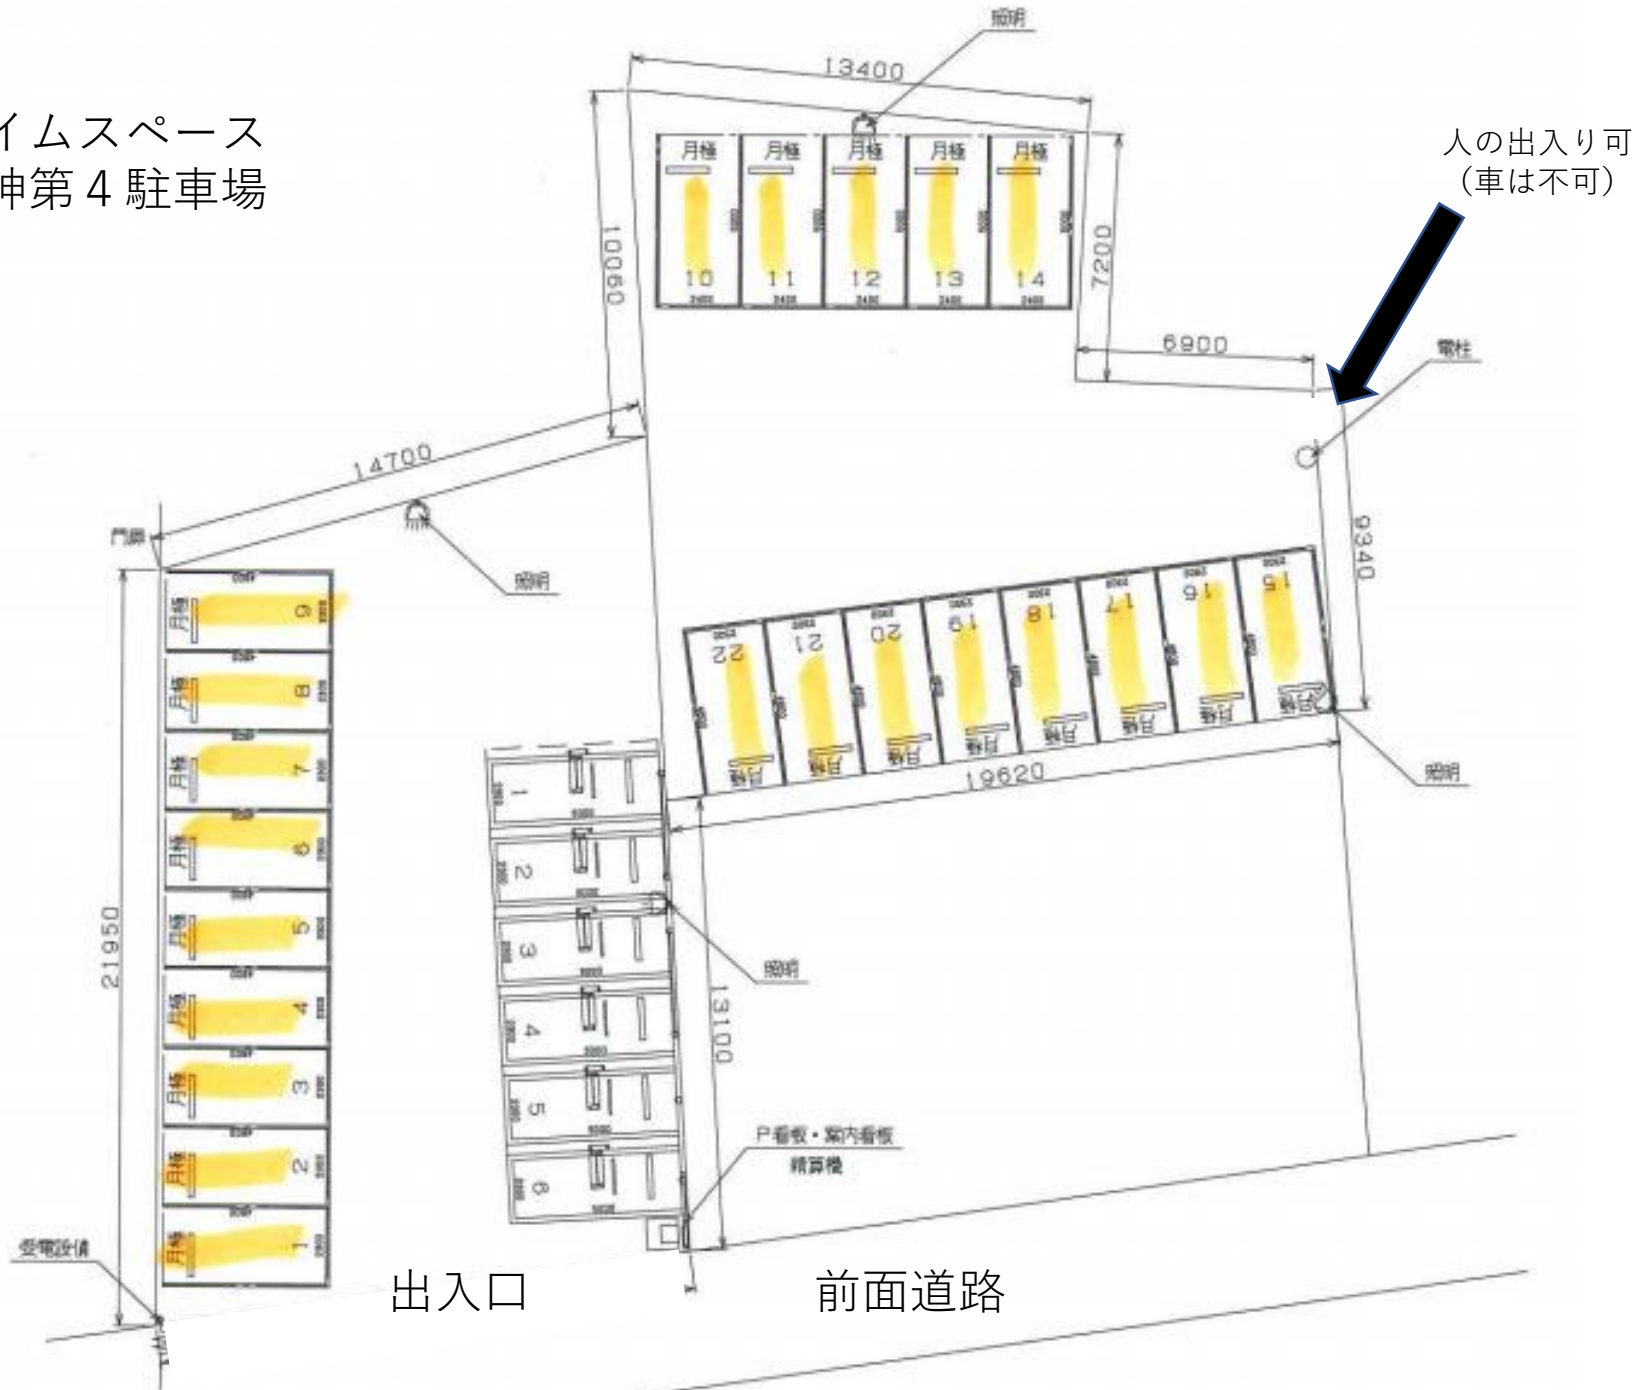 イムスペース
神第４駐車場
照明
13400
人の出入り可
（車は不可）
月極
月極
月極
月極
月極
10
11
12
13
14
2400
2400
2400
2400
2400
10060
7200
6900
電柱
14700
門扉
照明
9340
月極 9
月極 8
月極 7
月極 6
月極 5
月極 4
月極 3
月極 2
月極 1
21950
22
21
20
19
18
17
16
15
月極
月極
月極
月極
月極
月極
月極
月極
19620
照明
1
2
3
4
5
6
照明
13100
P看板・案内看板
精算機
受電設備
出入口
前面道路